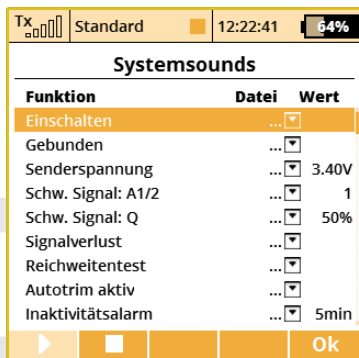 Tx Standard 12:22:41 64%
Systemsounds
Funktion Datei Wert
Einschalten ...
Gebunden ...
Senderspannung ... 3.40V
Schw. Signal: A1/2 ... 1
Schw. Signal: Q ... 50%
Signalverlust ...
Reichweitentest ...
Autotrim aktiv ...
Inaktivitätsalarm ... 5min
Ok